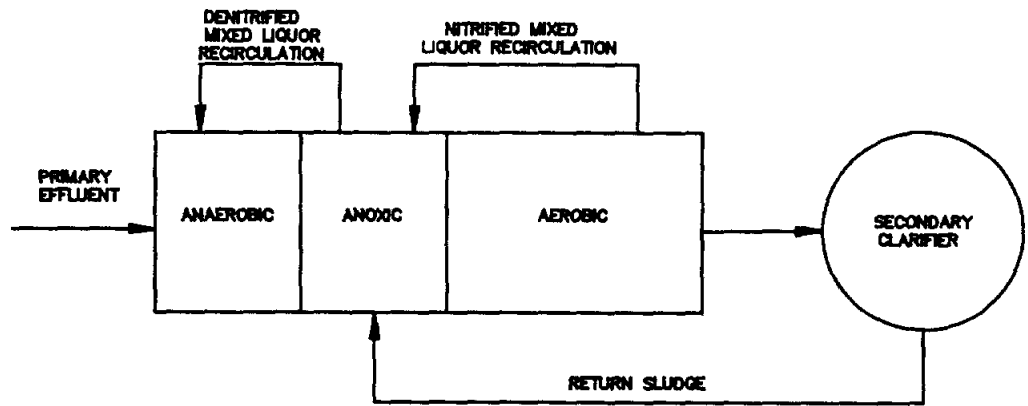 DENITRIFIED
MIXED LIQUOR
RECIRCULATION
NITRIFIED MIXED
LIQUOR RECIRCULATION
PRIMARY
EFFLUENT
ANAEROBIC
ANOXIC
AEROBIC
SECONDARY
CLARIFIER
RETURN SLUDGE